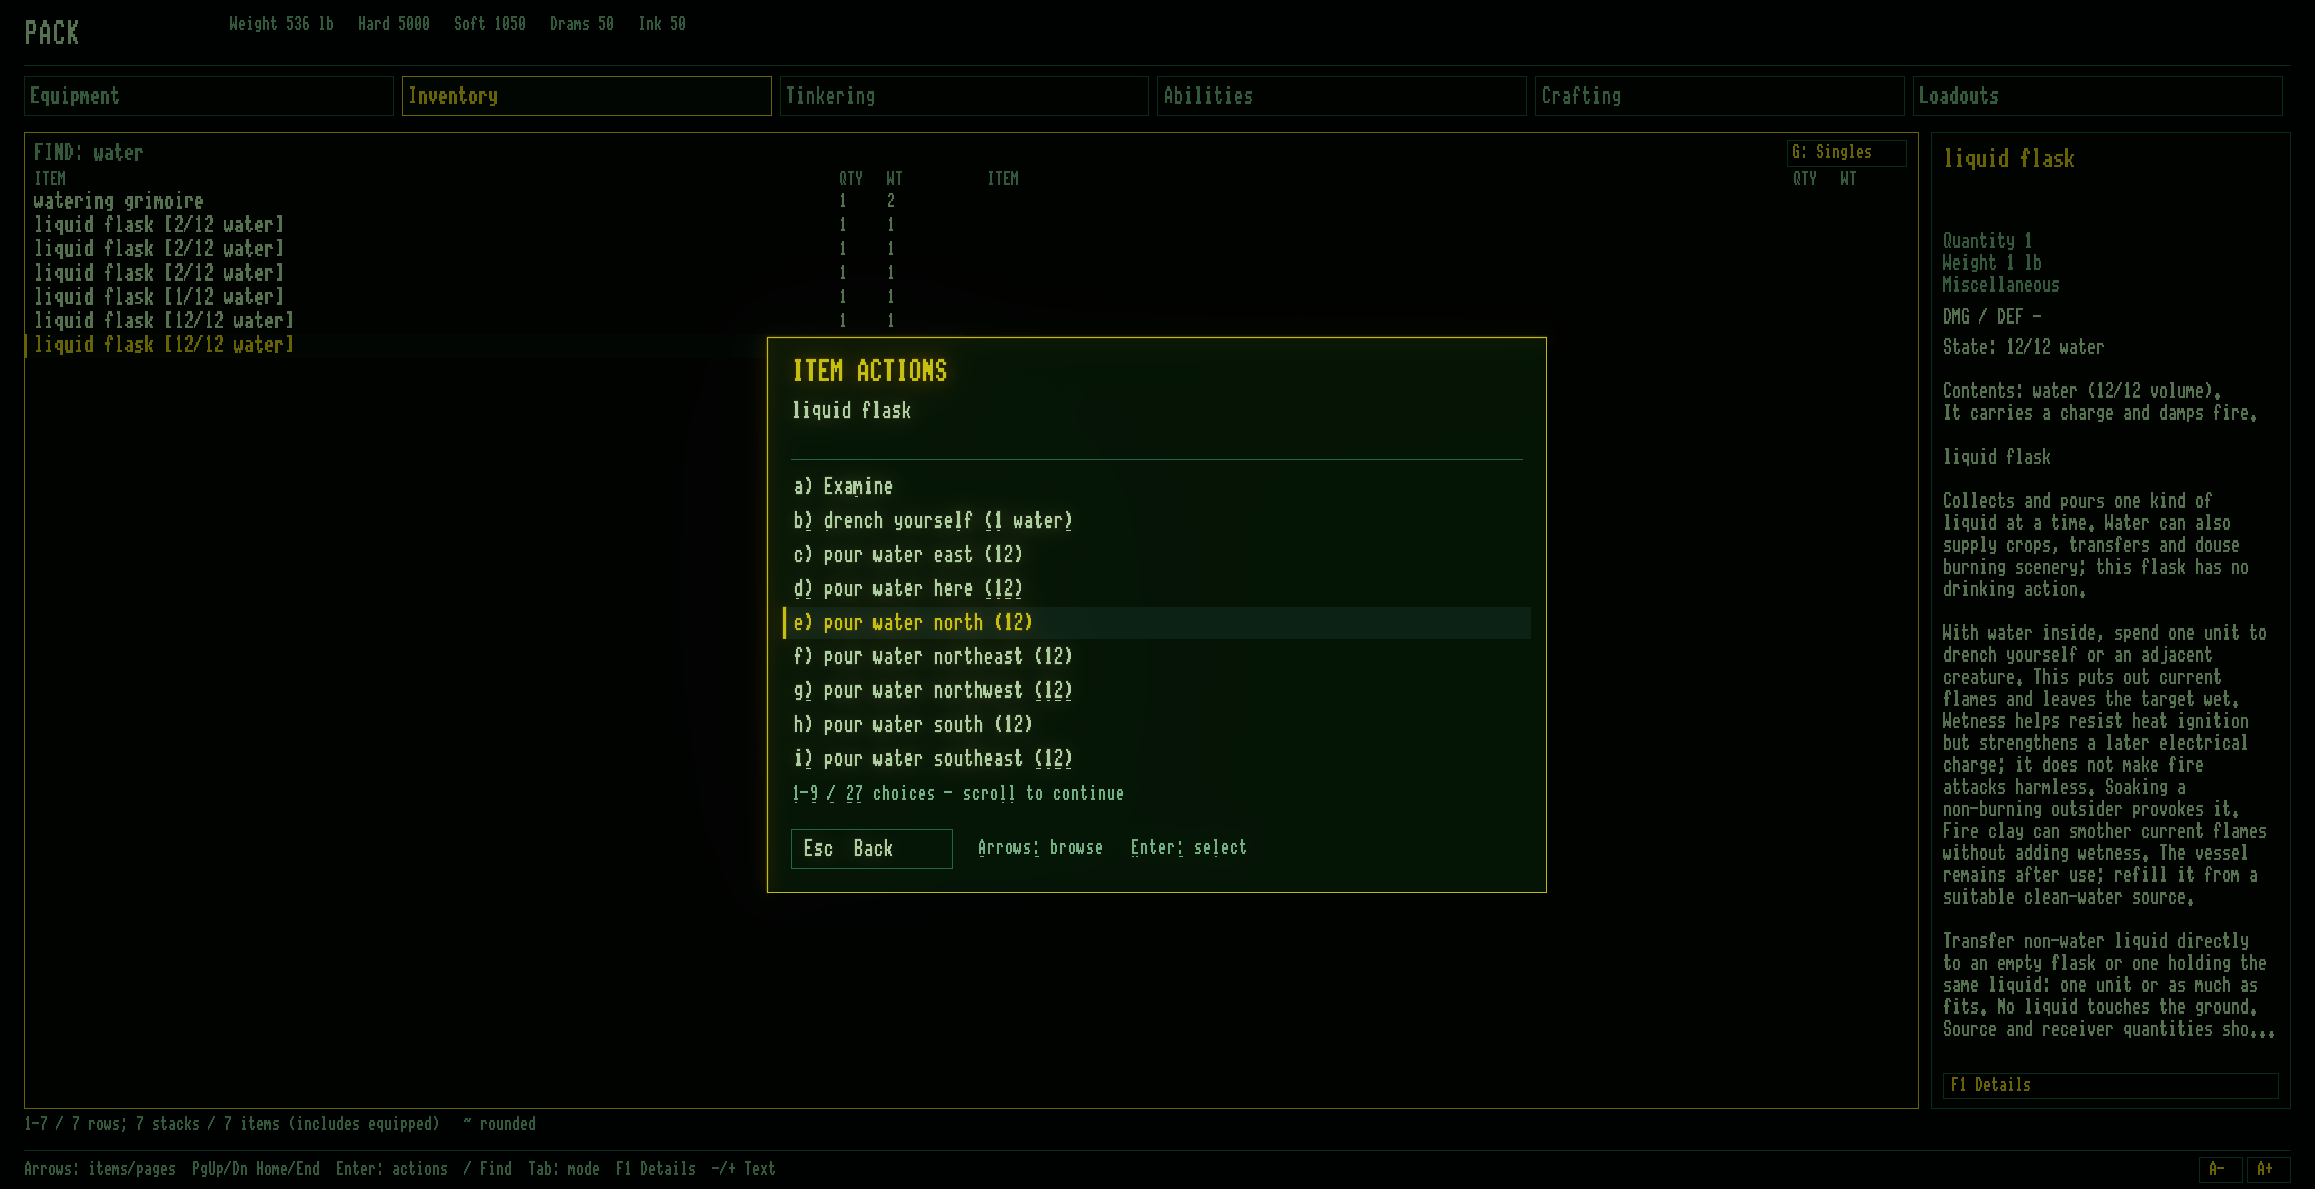 PACK
Weight 536 lb Hard 5000 Soft 1050 Drams 50 Ink 50
Equipment
Inventory
Tinkering
Abilities
Crafting
Loadouts
FIND: water
G: Singles
ITEM QTY WT ITEM QTY WT
watering grimoire 1 2
liquid flask [2/12 water] 1 1
liquid flask [2/12 water] 1 1
liquid flask [2/12 water] 1 1
liquid flask [1/12 water] 1 1
liquid flask [12/12 water] 1 1
liquid flask [12/12 water]
ITEM ACTIONS
liquid flask
a) Examine
b) drench yourself (1 water)
c) pour water east (12)
d) pour water here (12)
e) pour water north (12)
f) pour water northeast (12)
g) pour water northwest (12)
h) pour water south (12)
i) pour water southeast (12)
1-9 / 27 choices - scroll to continue
Esc Back Arrows: browse Enter: select
liquid flask
Quantity 1
Weight 1 lb
Miscellaneous
DMG / DEF -
State: 12/12 water
Contents: water (12/12 volume).
It carries a charge and damps fire.
liquid flask
Collects and pours one kind of
liquid at a time. Water can also
supply crops, transfers and douse
burning scenery; this flask has no
drinking action.
With water inside, spend one unit to
drench yourself or an adjacent
creature. This puts out current
flames and leaves the target wet.
Wetness helps resist heat ignition
but strengthens a later electrical
charge; it does not make fire
attacks harmless. Soaking a
non-burning outsider provokes it.
Fire clay can smother current flames
without adding wetness. The vessel
remains after use; refill it from a
suitable clean-water source.
Transfer non-water liquid directly
to an empty flask or one holding the
same liquid: one unit or as much as
fits. No liquid touches the ground.
Source and receiver quantities sho...
F1 Details
1-7 / 7 rows; 7 stacks / 7 items (includes equipped) ~ rounded
Arrows: items/pages PgUp/Dn Home/End Enter: actions / Find Tab: mode F1 Details -/+ Text
A- A+